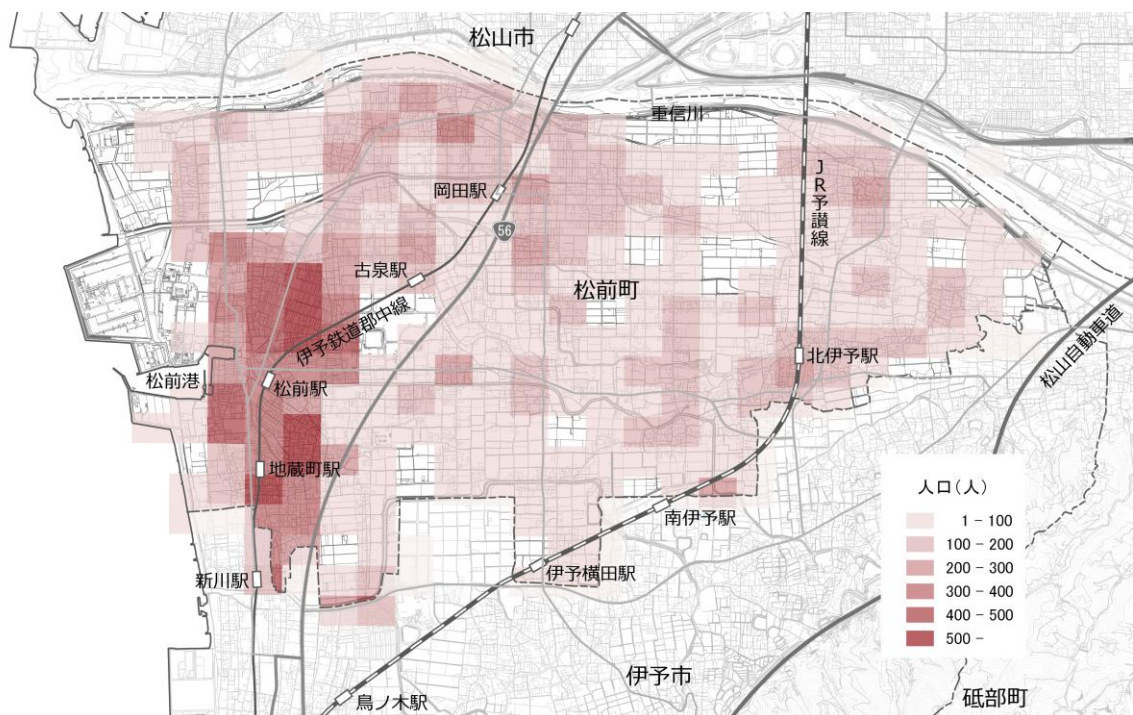 松山市
重信川
岡田駅
JR予讃線
56
古泉駅
松前町
伊予鉄道郡中線
北伊予駅
松山自動車道
松前港
松前駅
地蔵町駅
南伊予駅
新川駅
伊予横田駅
伊予市
鳥ノ木駅
砥部町
人口(人)
1 - 100
100 - 200
200 - 300
300 - 400
400 - 500
500 -